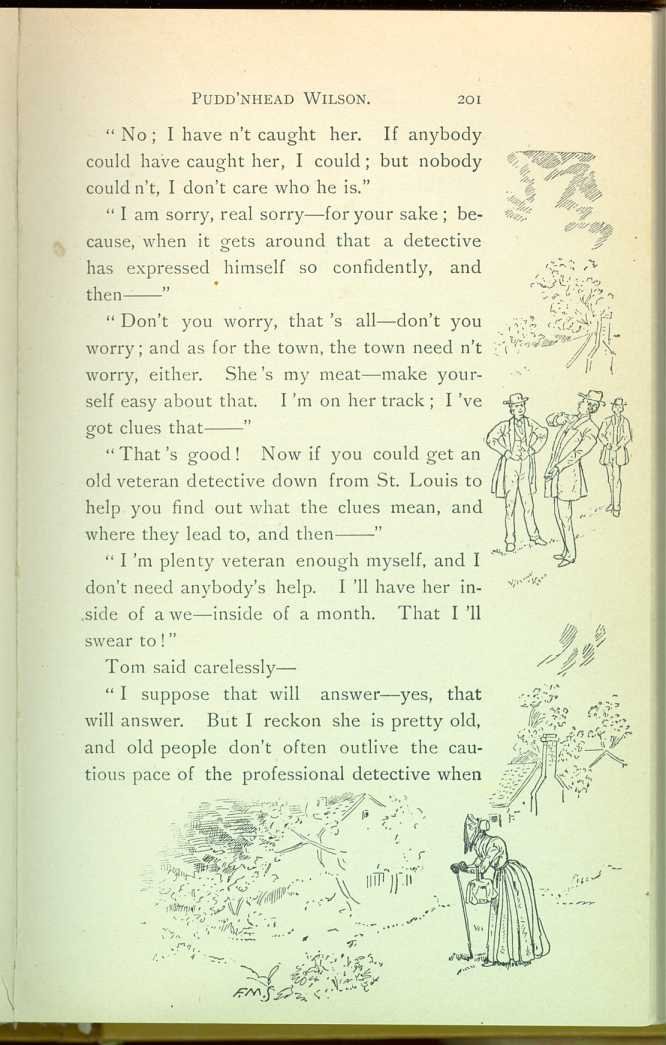 PUDD'NHEAD WILSON. 201
“ No ; I have n't caught her. If anybody
could have caught her, I could ; but nobody
could n't, I don't care who he is.”
“ I am sorry, real sorry—for your sake ; be-
cause, when it gets around that a detective
has expressed himself so confidently, and
then——”
“ Don't you worry, that 's all—don't you
worry ; and as for the town, the town need n't
worry, either. She 's my meat—make your-
self easy about that. I 'm on her track ; I 've
got clues that——”
“ That 's good ! Now if you could get an
old veteran detective down from St. Louis to
help you find out what the clues mean, and
where they lead to, and then——”
“ I 'm plenty veteran enough myself, and I
don't need anybody's help. I 'll have her in-
side of a we—inside of a month. That I 'll
swear to ! ”
Tom said carelessly—
“ I suppose that will answer—yes, that
will answer. But I reckon she is pretty old,
and old people don't often outlive the cau-
tious pace of the professional detective when
F.M.S